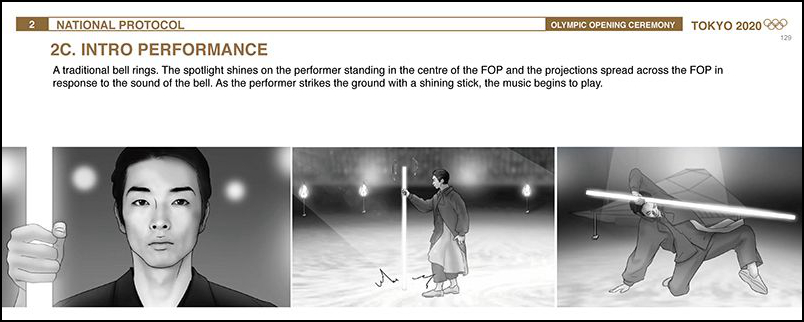 2 NATIONAL PROTOCOL OLYMPIC OPENING CEREMONY TOKYO 2020
129
2C. INTRO PERFORMANCE
A traditional bell rings. The spotlight shines on the performer standing in the centre of the FOP and the projections spread across the FOP in
response to the sound of the bell. As the performer strikes the ground with a shining stick, the music begins to play.